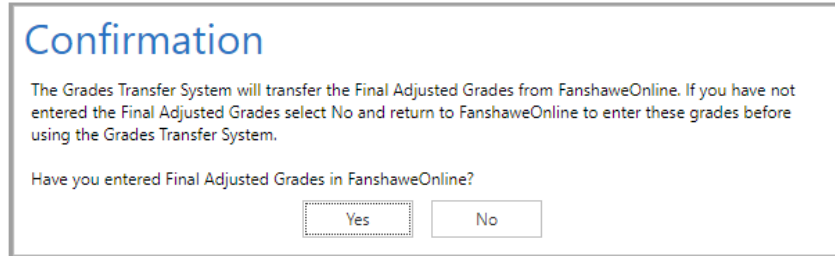 Confirmation
The Grades Transfer System will transfer the Final Adjusted Grades from FanshaweOnline. If you have not
entered the Final Adjusted Grades select No and return to FanshaweOnline to enter these grades before
using the Grades Transfer System.
Have you entered Final Adjusted Grades in FanshaweOnline?
Yes No